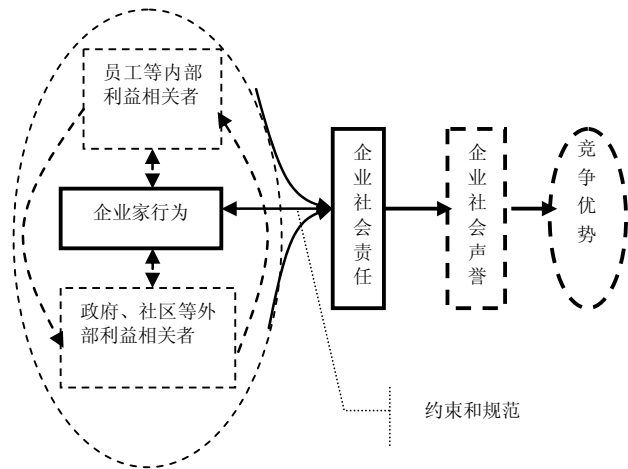 员工等内部
利益相关者
企业家行为
政府、社区等外
部利益相关者
企业社会责任
企业社会声誉
竞争优势
约束和规范